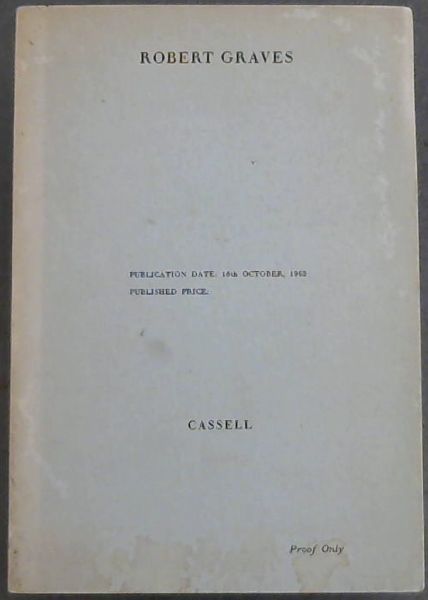 ROBERT GRAVES
PUBLICATION DATE: 16th OCTOBER, 1962
PUBLISHED PRICE:
CASSELL
Proof Only